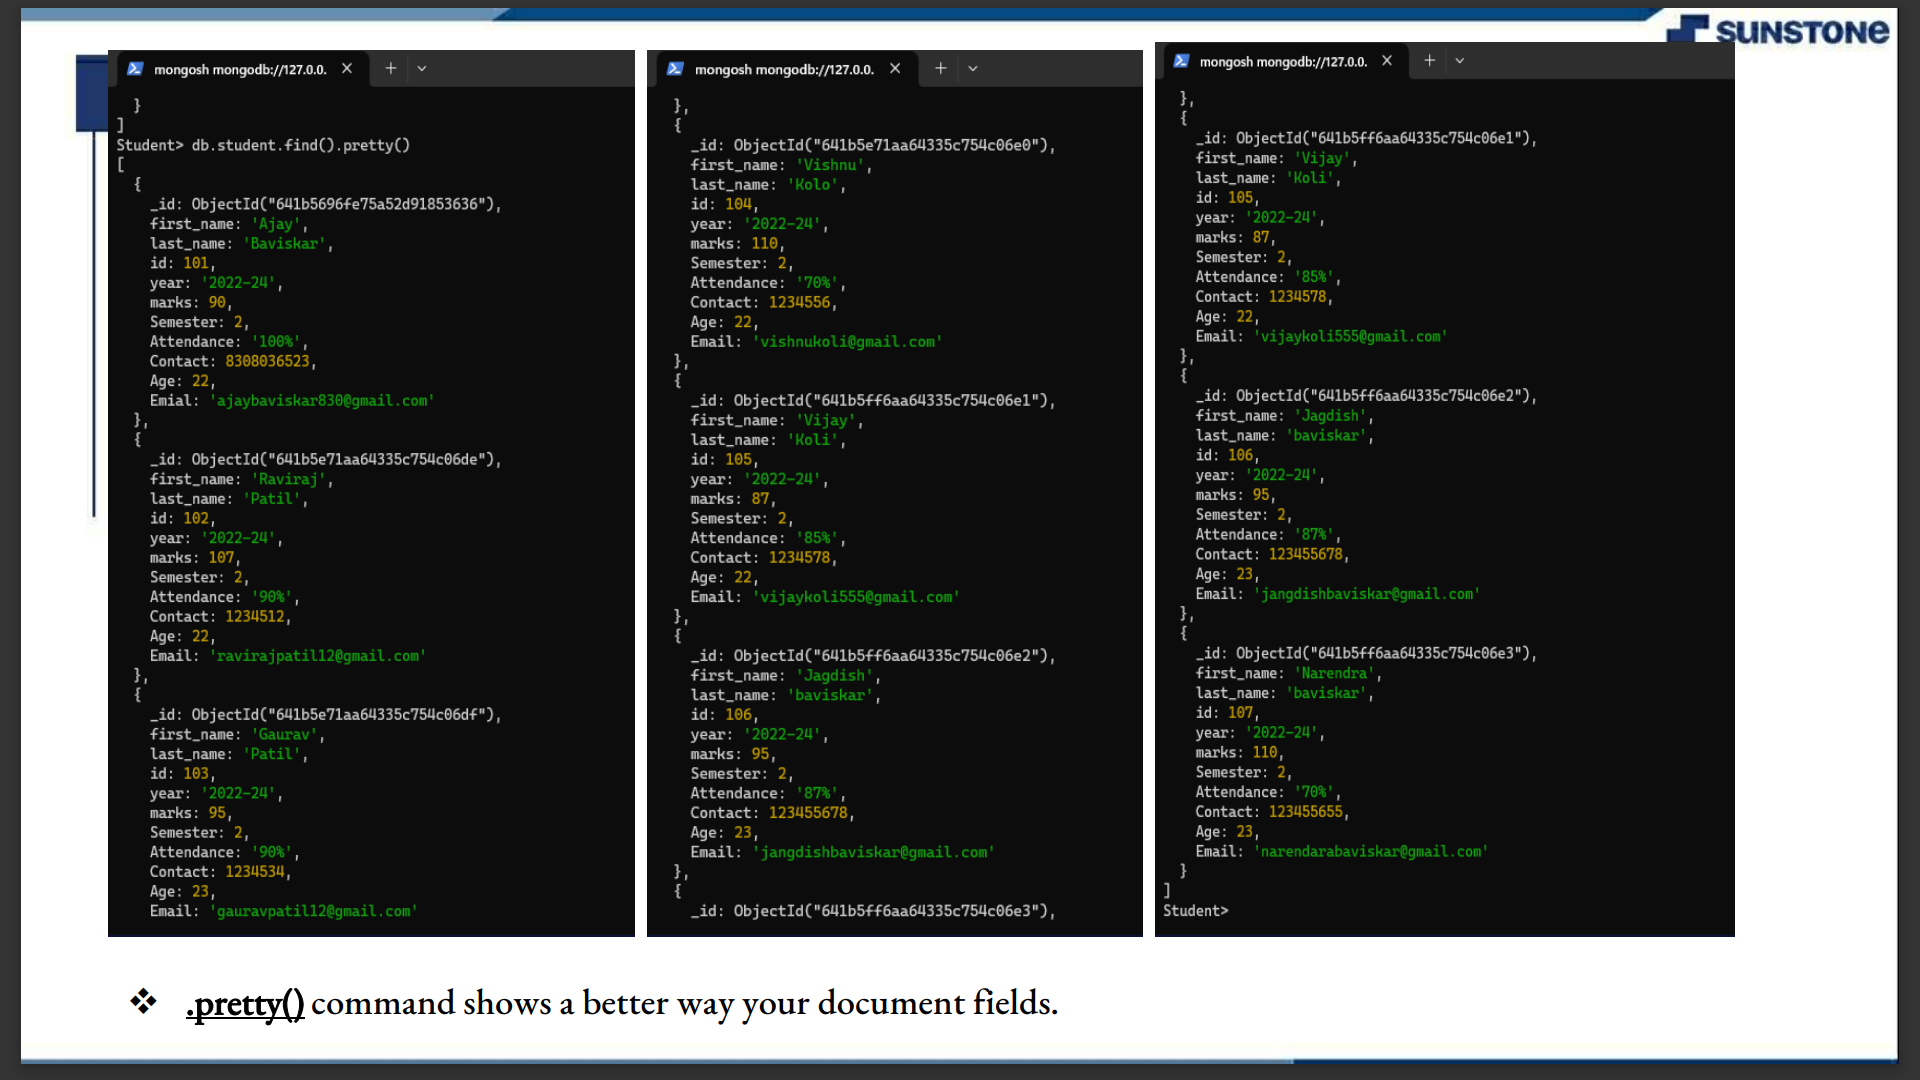 SUNSTONE
mongosh mongodb://127.0.0.
}
]
Student> db.student.find().pretty()
[
{
_id: ObjectId("641b5696fe75a52d91853636"),
first_name: 'Ajay',
last_name: 'Baviskar',
id: 101,
year: '2022-24',
marks: 90,
Semester: 2,
Attendance: '100%',
Contact: 8308036523,
Age: 22,
Emial: 'ajaybaviskar830@gmail.com'
},
{
_id: ObjectId("641b5e71aa64335c754c06de"),
first_name: 'Raviraj',
last_name: 'Patil',
id: 102,
year: '2022-24',
marks: 107,
Semester: 2,
Attendance: '90%',
Contact: 1234512,
Age: 22,
Email: 'ravirajpatil12@gmail.com'
},
{
_id: ObjectId("641b5e71aa64335c754c06df"),
first_name: 'Gaurav',
last_name: 'Patil',
id: 103,
year: '2022-24',
marks: 95,
Semester: 2,
Attendance: '90%',
Contact: 1234534,
Age: 23,
Email: 'gauravpatil12@gmail.com'
mongosh mongodb://127.0.0.
},
{
_id: ObjectId("641b5e71aa64335c754c06e0"),
first_name: 'Vishnu',
last_name: 'Kolo',
id: 104,
year: '2022-24',
marks: 110,
Semester: 2,
Attendance: '70%',
Contact: 1234556,
Age: 22,
Email: 'vishnukoli@gmail.com'
},
{
_id: ObjectId("641b5ff6aa64335c754c06e1"),
first_name: 'Vijay',
last_name: 'Koli',
id: 105,
year: '2022-24',
marks: 87,
Semester: 2,
Attendance: '85%',
Contact: 1234578,
Age: 22,
Email: 'vijaykoli555@gmail.com'
},
{
_id: ObjectId("641b5ff6aa64335c754c06e2"),
first_name: 'Jagdish',
last_name: 'baviskar',
id: 106,
year: '2022-24',
marks: 95,
Semester: 2,
Attendance: '87%',
Contact: 123455678,
Age: 23,
Email: 'jangdishbaviskar@gmail.com'
},
{
_id: ObjectId("641b5ff6aa64335c754c06e3"),
mongosh mongodb://127.0.0.
},
{
_id: ObjectId("641b5ff6aa64335c754c06e1"),
first_name: 'Vijay',
last_name: 'Koli',
id: 105,
year: '2022-24',
marks: 87,
Semester: 2,
Attendance: '85%',
Contact: 1234578,
Age: 22,
Email: 'vijaykoli555@gmail.com'
},
{
_id: ObjectId("641b5ff6aa64335c754c06e2"),
first_name: 'Jagdish',
last_name: 'baviskar',
id: 106,
year: '2022-24',
marks: 95,
Semester: 2,
Attendance: '87%',
Contact: 123455678,
Age: 23,
Email: 'jangdishbaviskar@gmail.com'
},
{
_id: ObjectId("641b5ff6aa64335c754c06e3"),
first_name: 'Narendra',
last_name: 'baviskar',
id: 107,
year: '2022-24',
marks: 110,
Semester: 2,
Attendance: '70%',
Contact: 123455655,
Age: 23,
Email: 'narendarabaviskar@gmail.com'
}
]
Student>
❖ .pretty() command shows a better way your document fields.